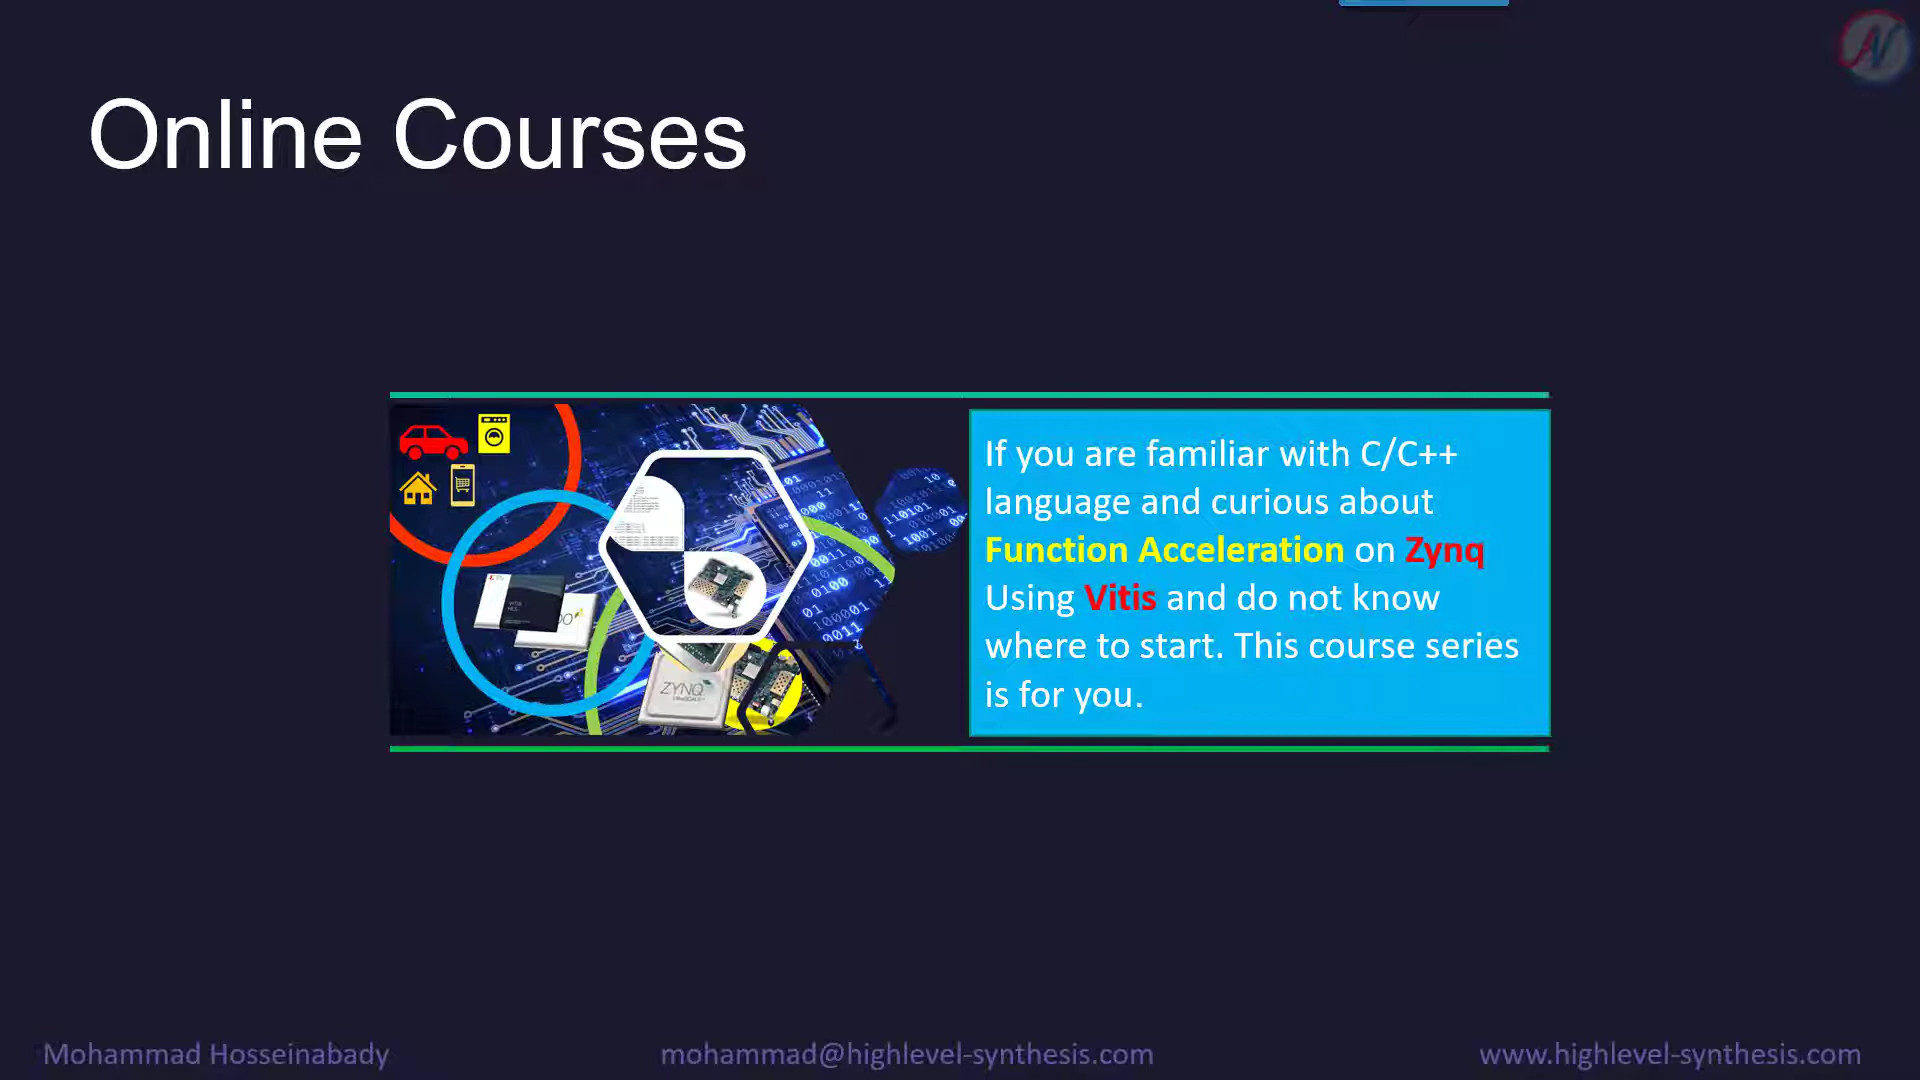 Online Courses
If you are familiar with C/C++
language and curious about
Function Acceleration on Zynq
Using Vitis and do not know
where to start. This course series
is for you.
ZYNQ
Mohammad Hosseinabady
mohammad@highlevel-synthesis.com
www.highlevel-synthesis.com